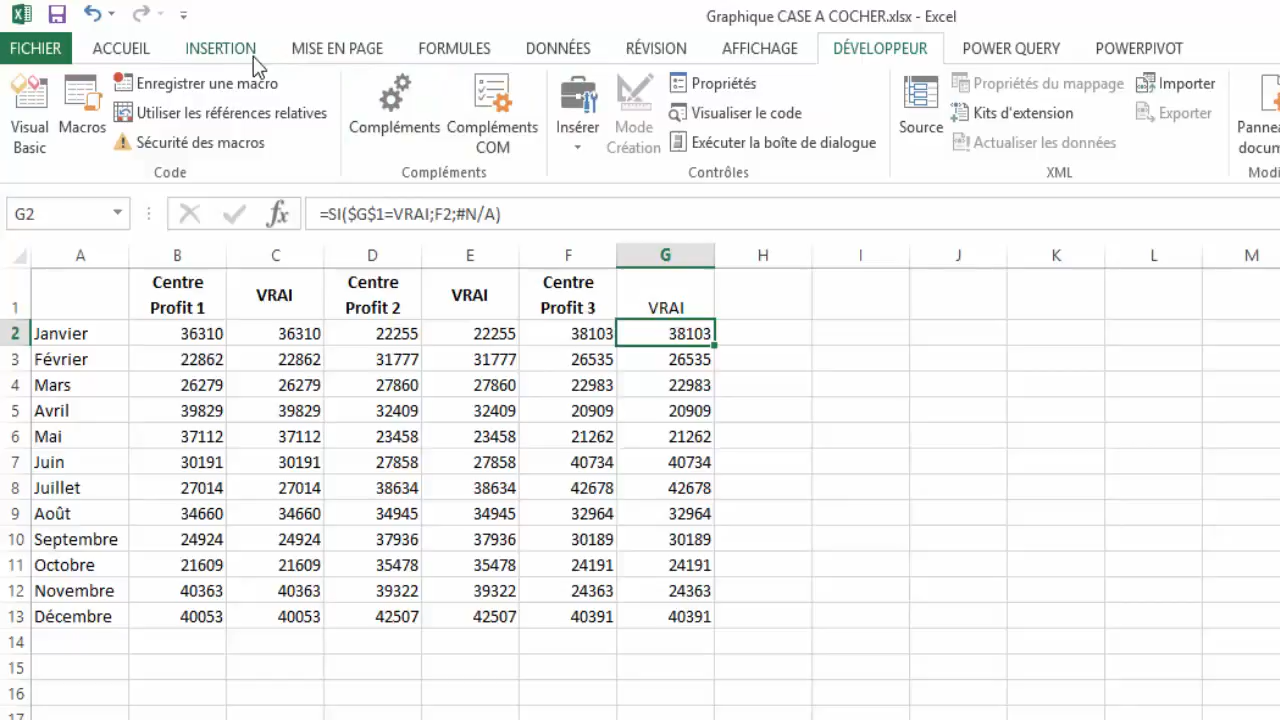 Graphique CASE A COCHER.xlsx - Excel
FICHIER ACCUEIL INSERTION MISE EN PAGE FORMULES DONNÉES RÉVISION AFFICHAGE DÉVELOPPEUR POWER QUERY POWERPIVOT
Visual Basic
Macros
Enregistrer une macro
Utiliser les références relatives
Sécurité des macros
Code
Compléments
Compléments COM
Compléments
Insérer
Mode Création
Propriétés
Visualiser le code
Exécuter la boîte de dialogue
Contrôles
Source
Propriétés du mappage
Kits d'extension
Actualiser les données
Importer
Exporter
XML
Pannea
docum
Modi
G2 fx =SI($G$1=VRAI;F2;#N/A)
A B C D E F G H I J K L M
1 Centre Profit 1 VRAI Centre Profit 2 VRAI Centre Profit 3 VRAI
2 Janvier 36310 36310 22255 22255 38103 38103
3 Février 22862 22862 31777 31777 26535 26535
4 Mars 26279 26279 27860 27860 22983 22983
5 Avril 39829 39829 32409 32409 20909 20909
6 Mai 37112 37112 23458 23458 21262 21262
7 Juin 30191 30191 27858 27858 40734 40734
8 Juillet 27014 27014 38634 38634 42678 42678
9 Août 34660 34660 34945 34945 32964 32964
10 Septembre 24924 24924 37936 37936 30189 30189
11 Octobre 21609 21609 35478 35478 24191 24191
12 Novembre 40363 40363 39322 39322 24363 24363
13 Décembre 40053 40053 42507 42507 40391 40391
14
15
16
17